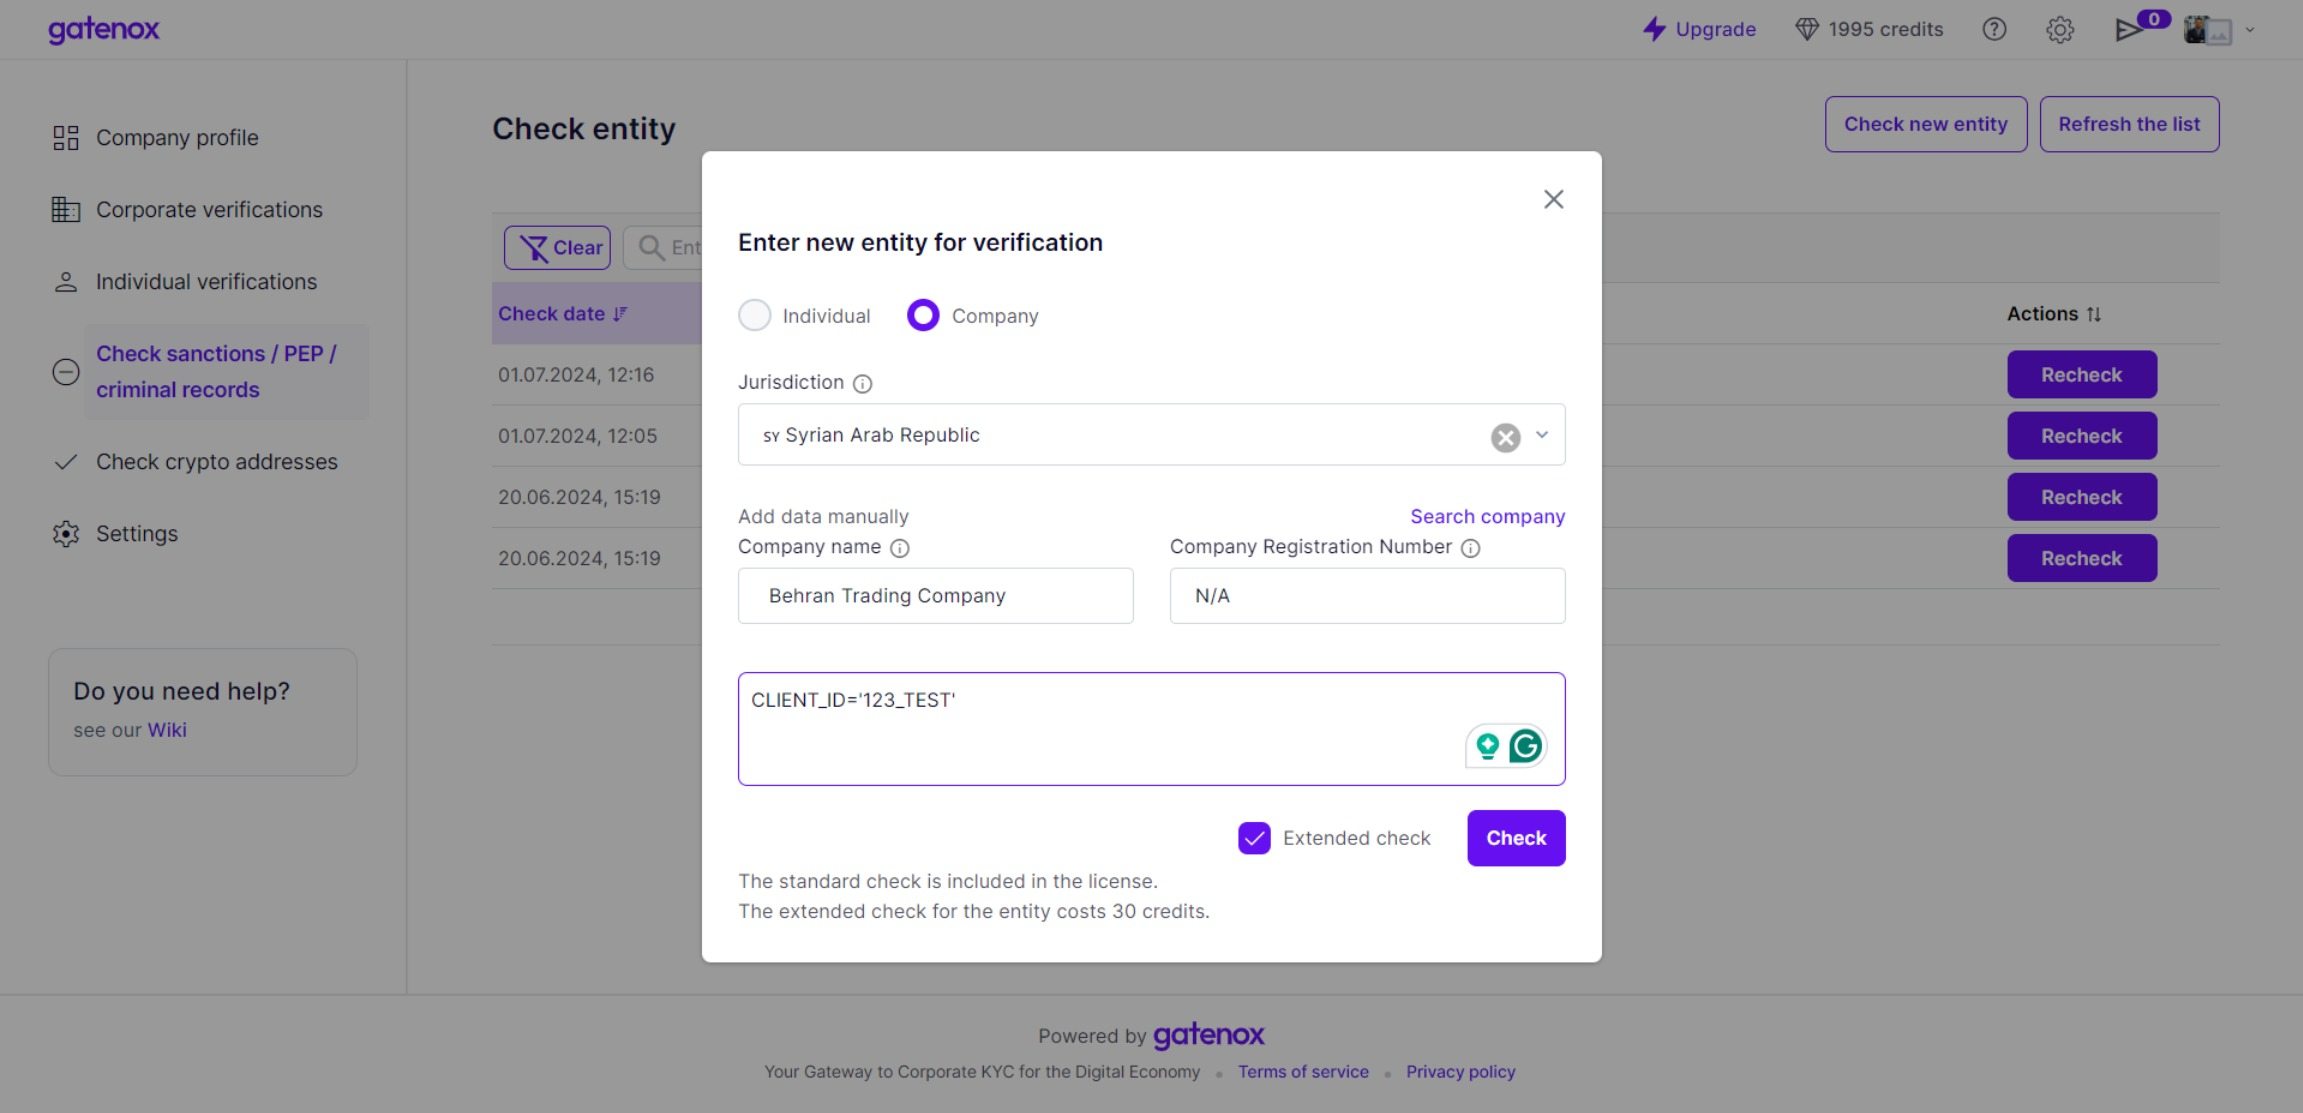 gatenox
Upgrade
1995 credits
0
Company profile
Corporate verifications
Individual verifications
Check sanctions / PEP /
criminal records
Check crypto addresses
Settings
Do you need help?
see our Wiki
Check entity
Check new entity
Refresh the list
Clear
Ent
Check date
Actions
01.07.2024, 12:16
Recheck
01.07.2024, 12:05
Recheck
20.06.2024, 15:19
Recheck
20.06.2024, 15:19
Recheck
Enter new entity for verification
Individual
Company
Jurisdiction
SY Syrian Arab Republic
Add data manually
Search company
Company name
Company Registration Number
Behran Trading Company
N/A
CLIENT_ID='123_TEST'
Extended check
Check
The standard check is included in the license.
The extended check for the entity costs 30 credits.
Powered by gatenox
Your Gateway to Corporate KYC for the Digital Economy • Terms of service • Privacy policy